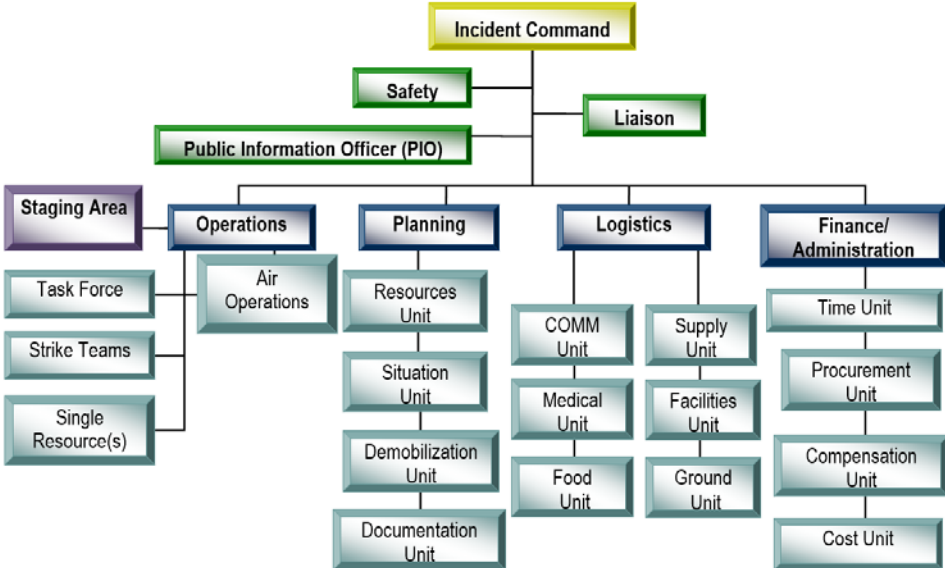 Incident Command
Safety
Liaison
Public Information Officer (PIO)
Staging Area
Operations
Planning
Logistics
Finance/
Administration
Task Force
Air
Operations
Strike Teams
Single
Resource(s)
Resources
Unit
Situation
Unit
Demobilization
Unit
Documentation
Unit
COMM
Unit
Medical
Unit
Food
Unit
Supply
Unit
Facilities
Unit
Ground
Unit
Time Unit
Procurement
Unit
Compensation
Unit
Cost Unit